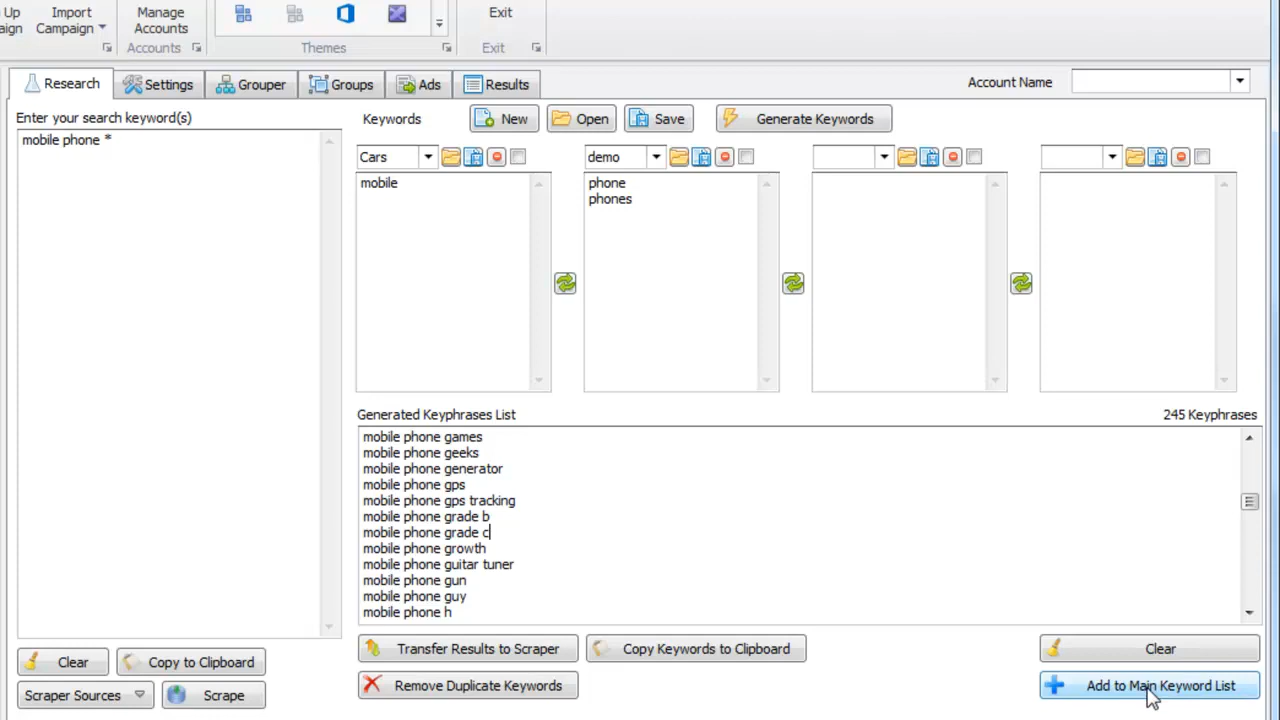 Up
Import
Manage
Exit
aign
Campaign
Accounts
Accounts
Themes
Exit
Research
Settings
Grouper
Groups
Ads
Results
Account Name
Enter your search keyword(s)
Keywords
New
Open
Save
Generate Keywords
mobile phone *
Cars
demo
mobile
phone
phones
Generated Keyphrases List
245 Keyphrases
mobile phone games
mobile phone geeks
mobile phone generator
mobile phone gps
mobile phone gps tracking
mobile phone grade b
mobile phone grade c
mobile phone growth
mobile phone guitar tuner
mobile phone gun
mobile phone guy
mobile phone h
Transfer Results to Scraper
Copy Keywords to Clipboard
Clear
Clear
Copy to Clipboard
Remove Duplicate Keywords
Add to Main Keyword List
Scraper Sources
Scrape